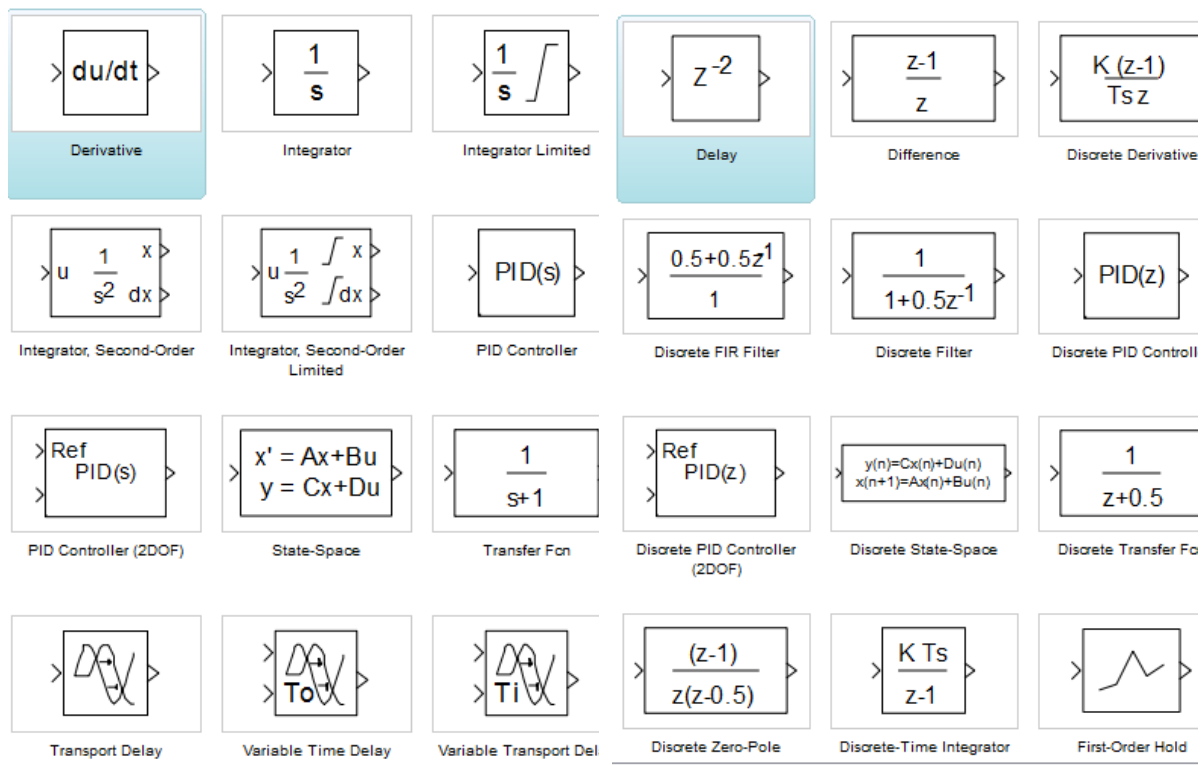 du/dt
Derivative
1
s
Integrator
1
s
Integrator Limited
z-2
Delay
z-1
z
Difference
K (z-1)
Ts z
Discrete Derivative
u 1 x
s2 dx
Integrator, Second-Order
u 1 x
s2 dx
Integrator, Second-Order
Limited
PID(s)
PID Controller
0.5+0.5z-1
1
Discrete FIR Filter
1
1+0.5z-1
Discrete Filter
PID(z)
Discrete PID Controll
Ref
PID(s)
PID Controller (2DOF)
x' = Ax+Bu
y = Cx+Du
State-Space
1
s+1
Transfer Fcn
Ref
PID(z)
Discrete PID Controller
(2DOF)
y(n)=Cx(n)+Du(n)
x(n+1)=Ax(n)+Bu(n)
Discrete State-Space
1
z+0.5
Discrete Transfer Fc
Transport Delay
To
Variable Time Delay
Ti
Variable Transport Del
(z-1)
z(z-0.5)
Discrete Zero-Pole
K Ts
z-1
Discrete-Time Integrator
First-Order Hold